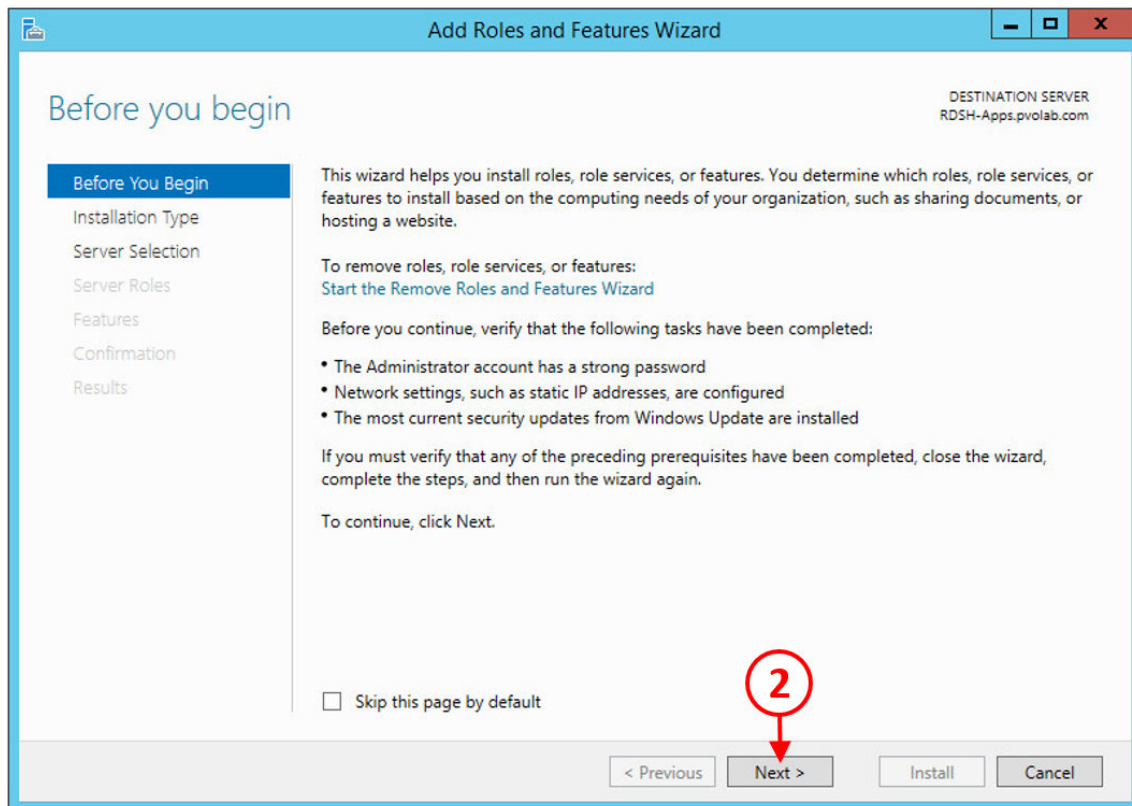 Add Roles and Features Wizard
Before you begin
DESTINATION SERVER
RDSH-Apps.pvolab.com
Before You Begin
Installation Type
Server Selection
Server Roles
Features
Confirmation
Results
This wizard helps you install roles, role services, or features. You determine which roles, role services, or
features to install based on the computing needs of your organization, such as sharing documents, or
hosting a website.
To remove roles, role services, or features:
Start the Remove Roles and Features Wizard
Before you continue, verify that the following tasks have been completed:
• The Administrator account has a strong password
• Network settings, such as static IP addresses, are configured
• The most current security updates from Windows Update are installed
If you must verify that any of the preceding prerequisites have been completed, close the wizard,
complete the steps, and then run the wizard again.
To continue, click Next.
Skip this page by default
2
< Previous
Next >
Install
Cancel